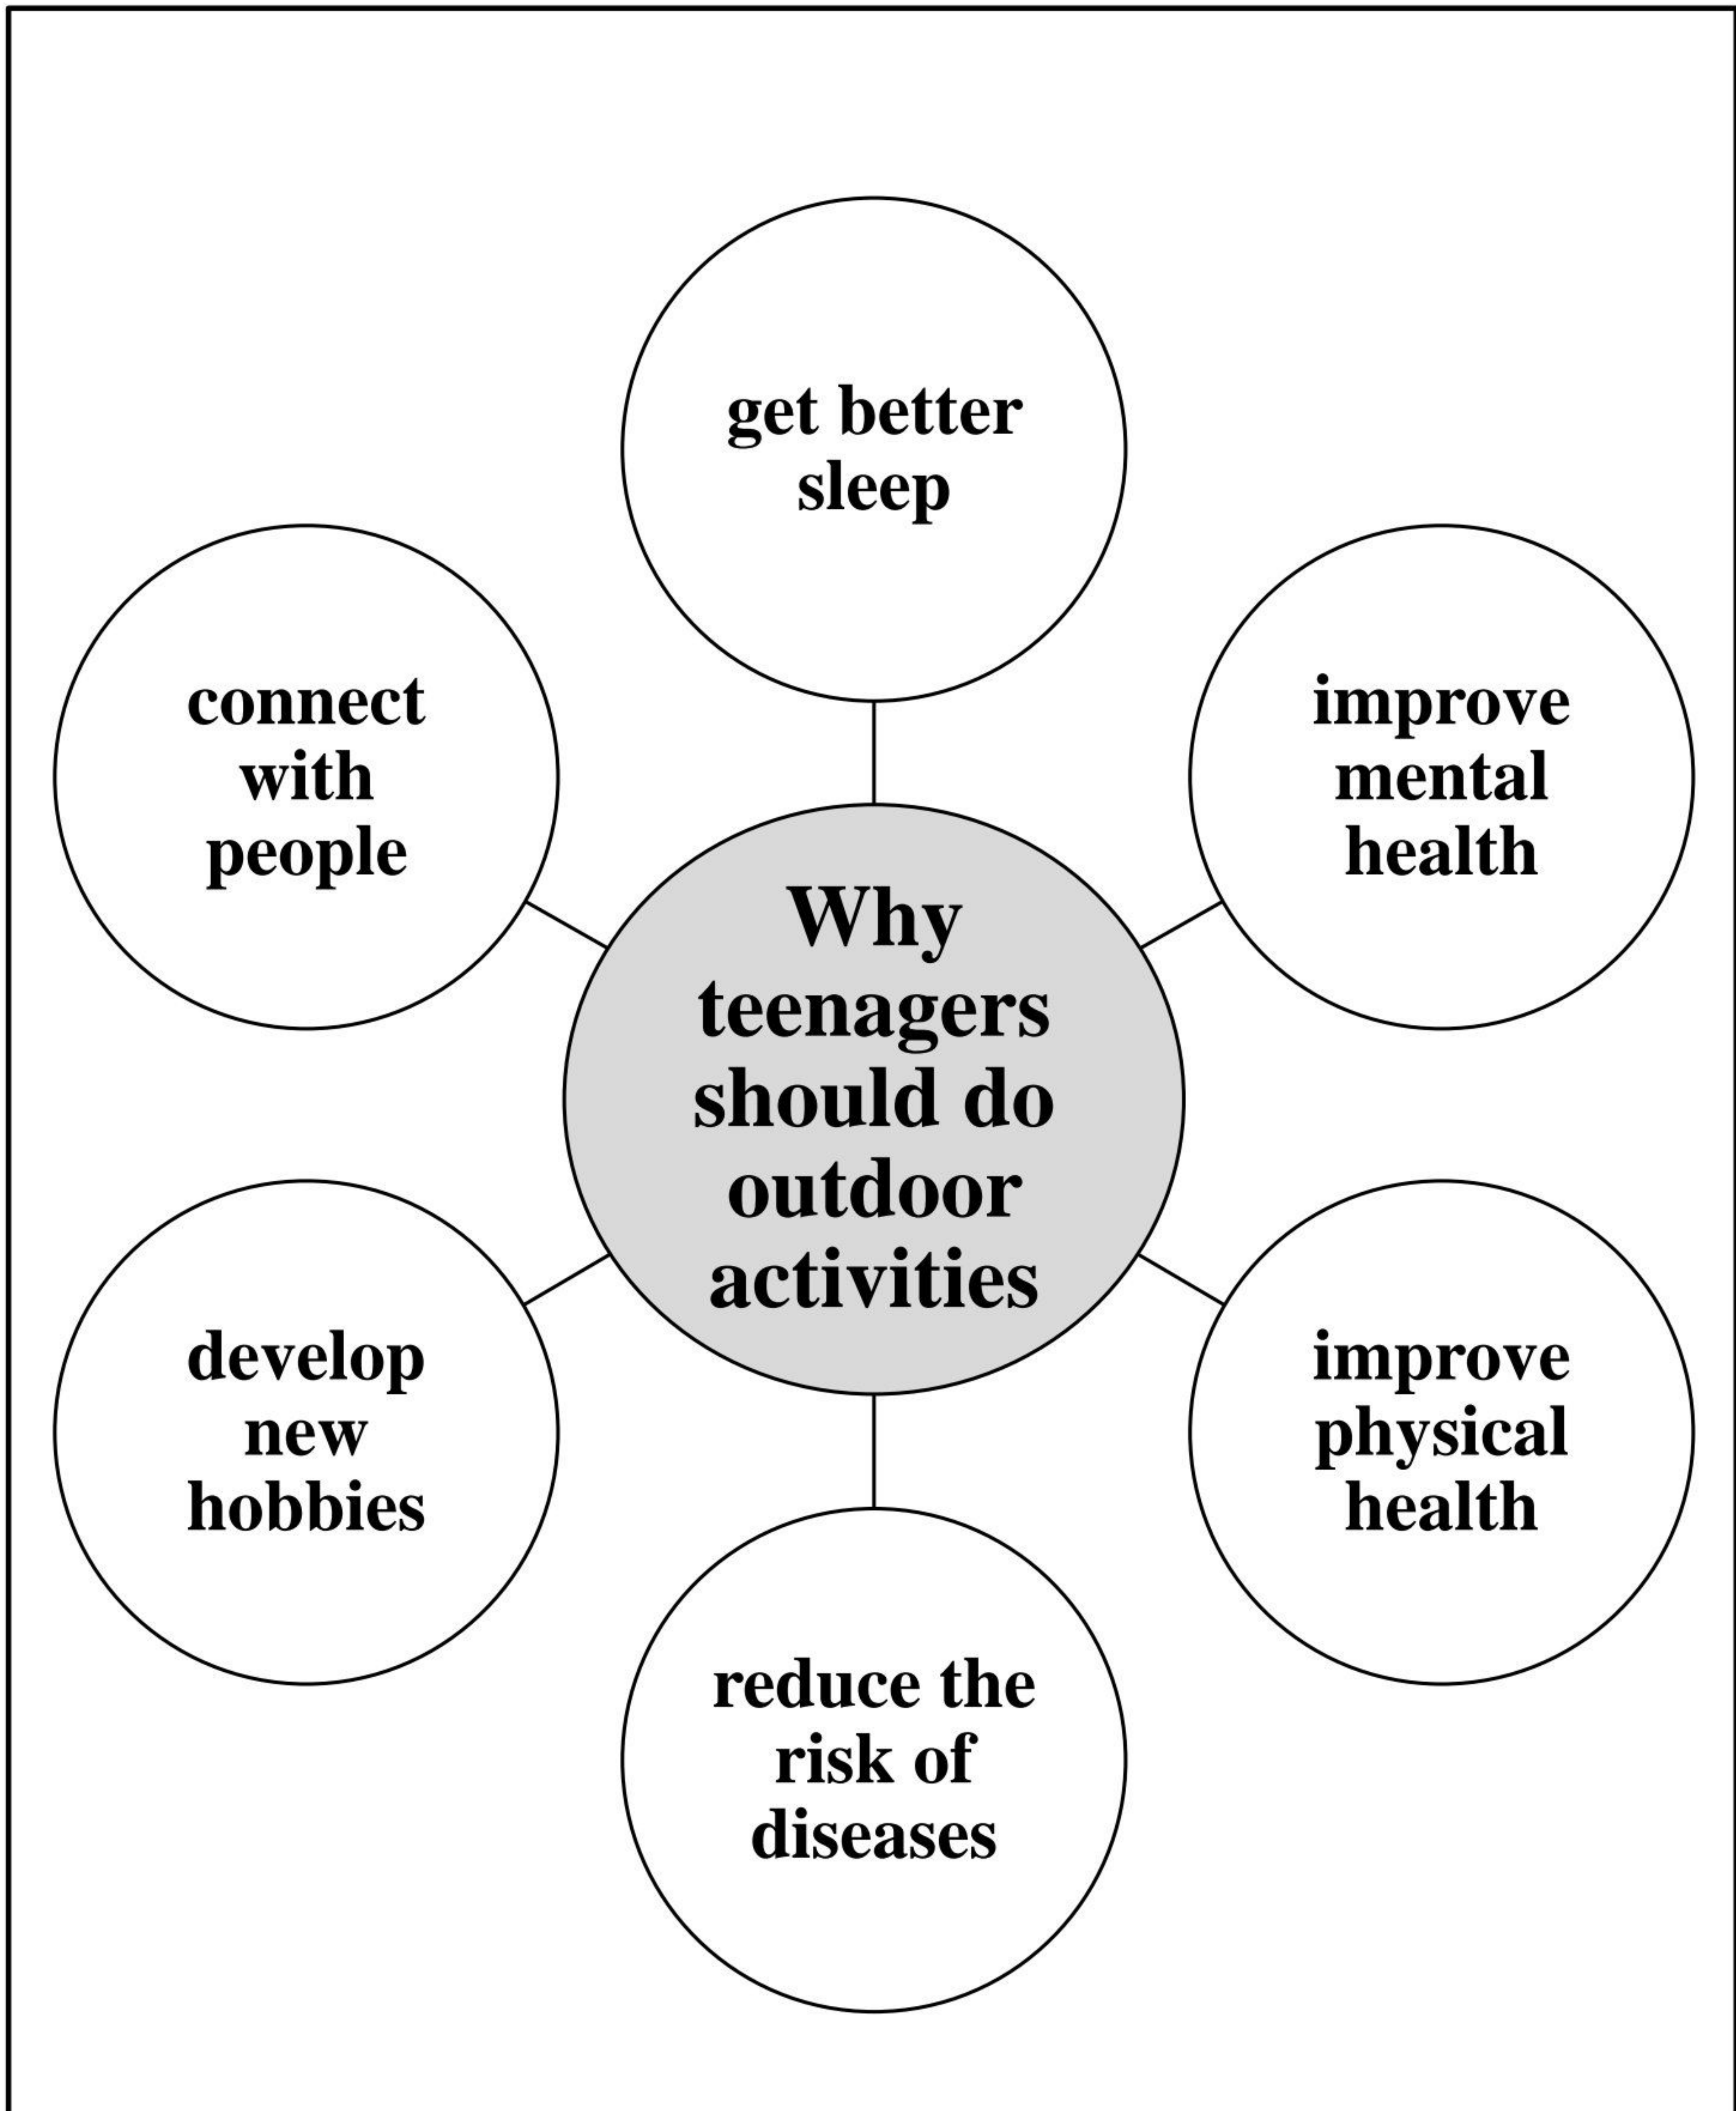 get better
sleep
connect
with
people
improve
mental
health
Why
teenagers
should do
outdoor
activities
develop
new
hobbies
improve
physical
health
reduce the
risk of
diseases